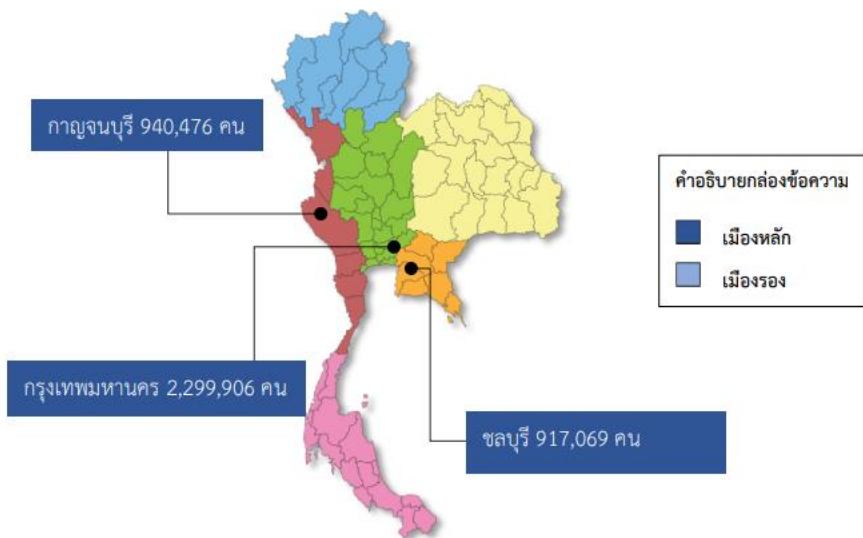 กาญจนบุรี 940,476 คน
คำอธิบายกล่องข้อความ
เมืองหลัก
เมืองรอง
กรุงเทพมหานคร 2,299,906 คน
ชลบุรี 917,069 คน